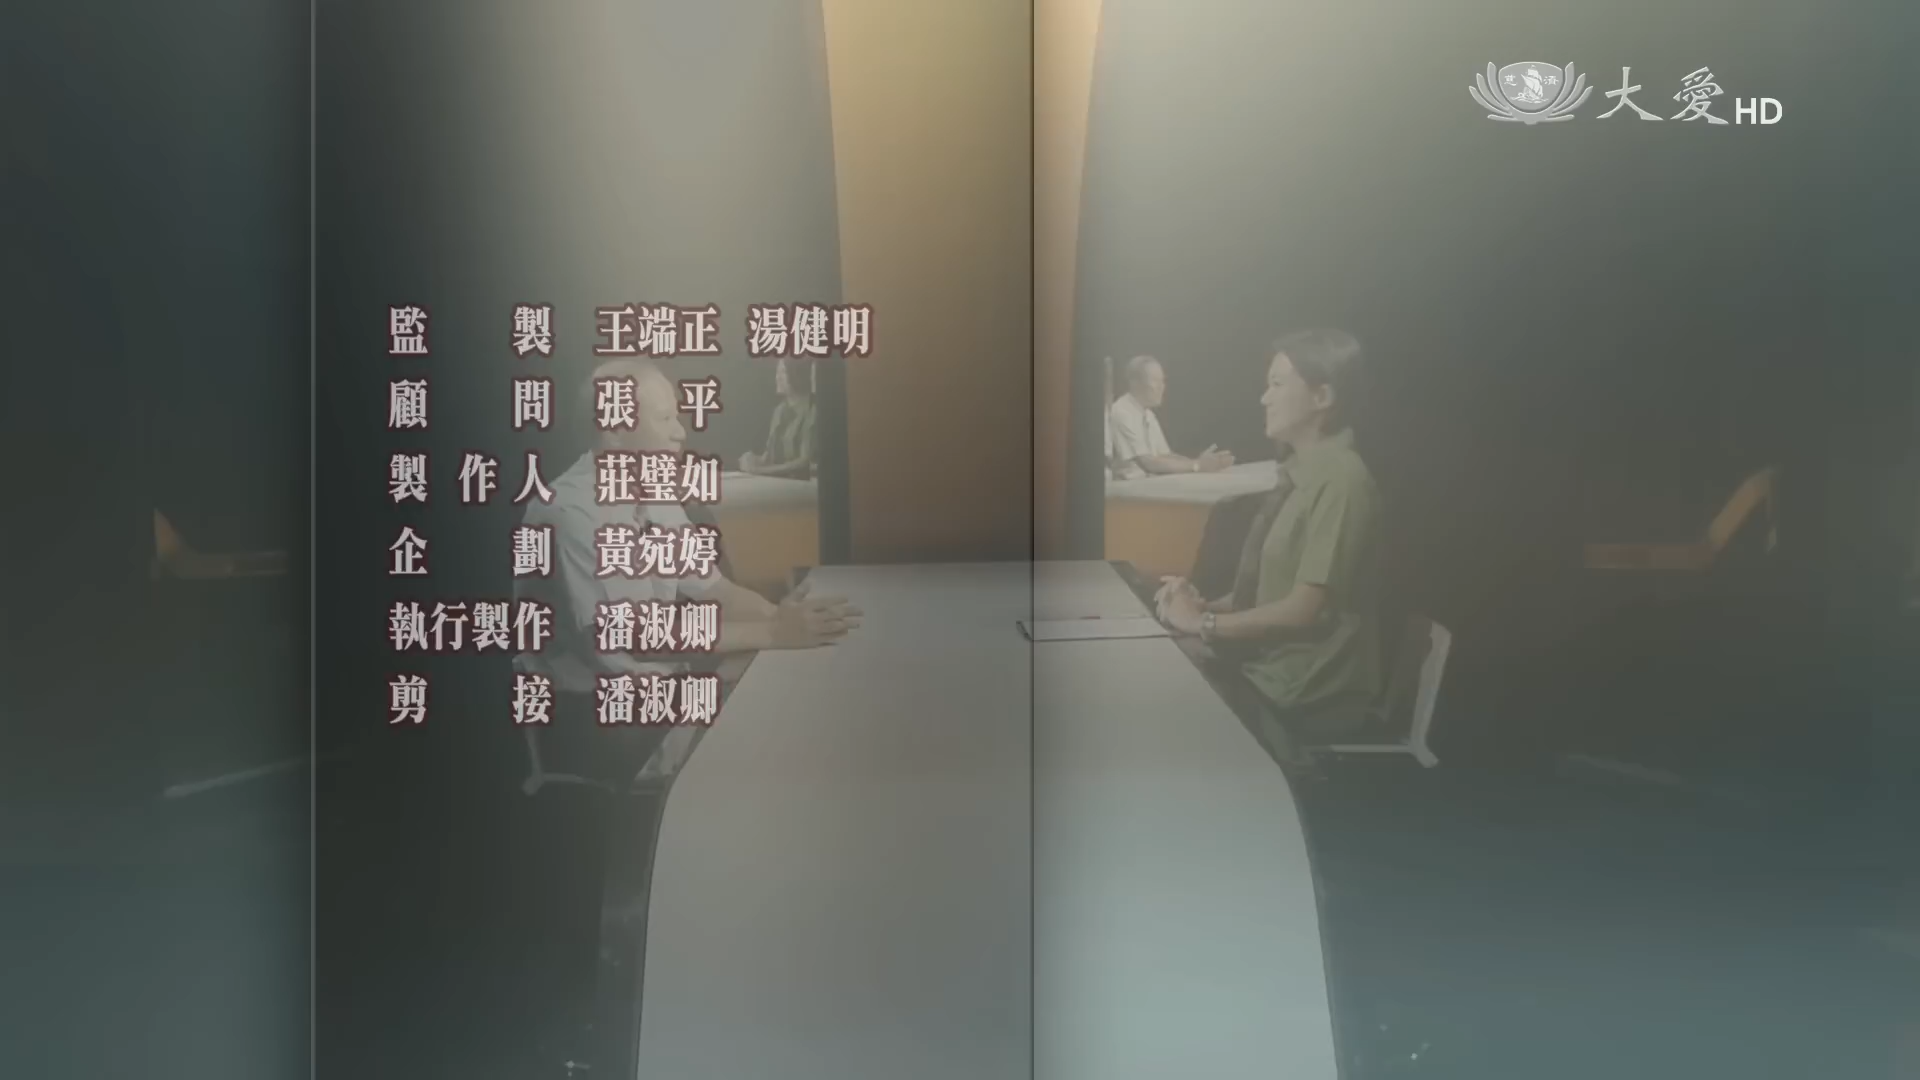 慈濟
大愛HD
監製 王端正 湯健明
顧問 張平
製作人 莊璧如
企劃 黃宛婷
執行製作 潘淑卿
剪接 潘淑卿